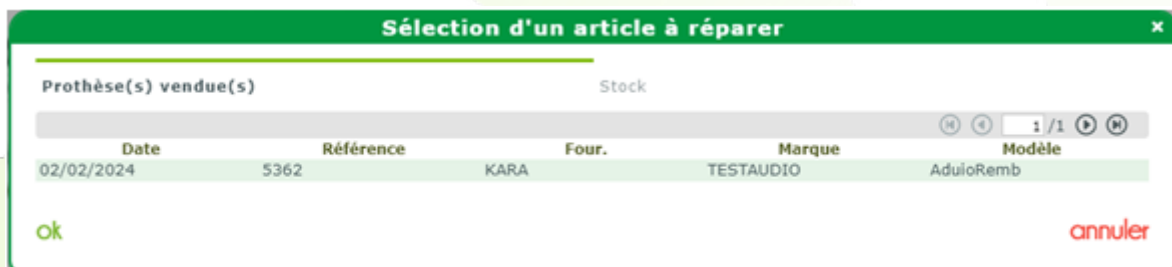 Sélection d'un article à réparer ×
Prothèse(s) vendue(s) Stock
1 /1
Date Référence Four. Marque Modèle
02/02/2024 5362 KARA TESTAUDIO AduioRemb
ok annuler